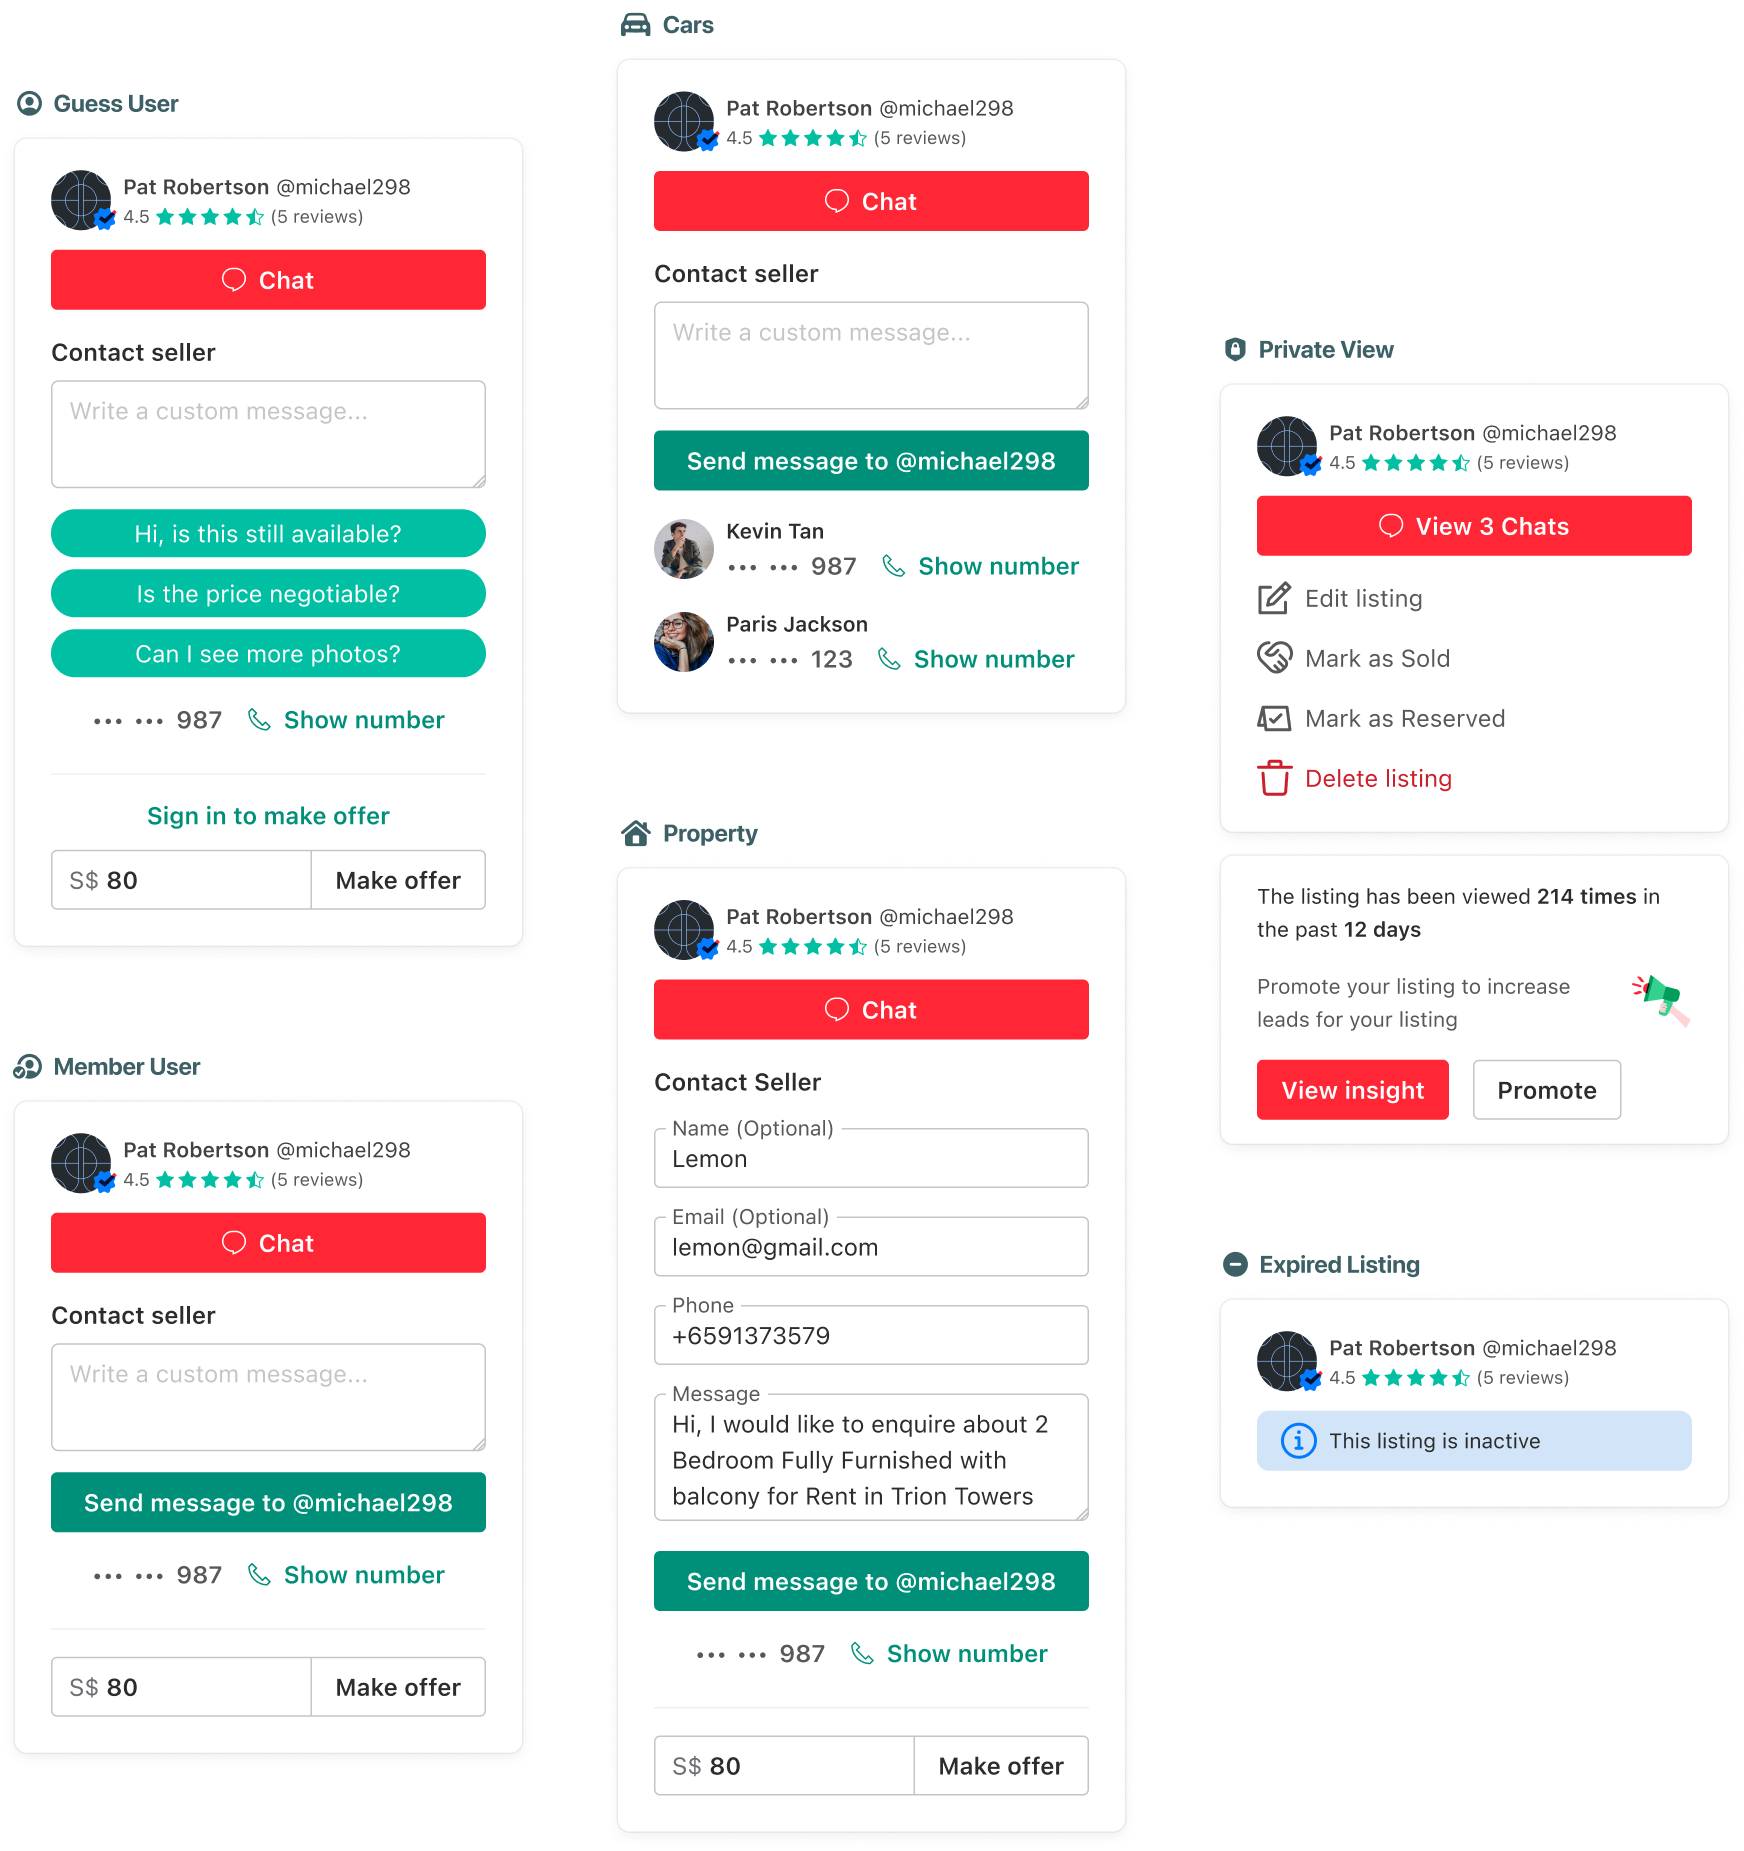 Guess User
Pat Robertson @michael298
4.5 (5 reviews)
Chat
Contact seller
Write a custom message...
Hi, is this still available?
Is the price negotiable?
Can I see more photos?
••• ••• 987 Show number
Sign in to make offer
S$ 80 Make offer
Member User
Pat Robertson @michael298
4.5 (5 reviews)
Chat
Contact seller
Write a custom message...
Send message to @michael298
••• ••• 987 Show number
S$ 80 Make offer
Cars
Pat Robertson @michael298
4.5 (5 reviews)
Chat
Contact seller
Write a custom message...
Send message to @michael298
Kevin Tan
••• ••• 987 Show number
Paris Jackson
••• ••• 123 Show number
Property
Pat Robertson @michael298
4.5 (5 reviews)
Chat
Contact Seller
Name (Optional)
Lemon
Email (Optional)
lemon@gmail.com
Phone
+6591373579
Message
Hi, I would like to enquire about 2
Bedroom Fully Furnished with
balcony for Rent in Trion Towers
Send message to @michael298
••• ••• 987 Show number
S$ 80 Make offer
Private View
Pat Robertson @michael298
4.5 (5 reviews)
View 3 Chats
Edit listing
Mark as Sold
Mark as Reserved
Delete listing
The listing has been viewed 214 times in
the past 12 days
Promote your listing to increase
leads for your listing
View insight Promote
Expired Listing
Pat Robertson @michael298
4.5 (5 reviews)
This listing is inactive